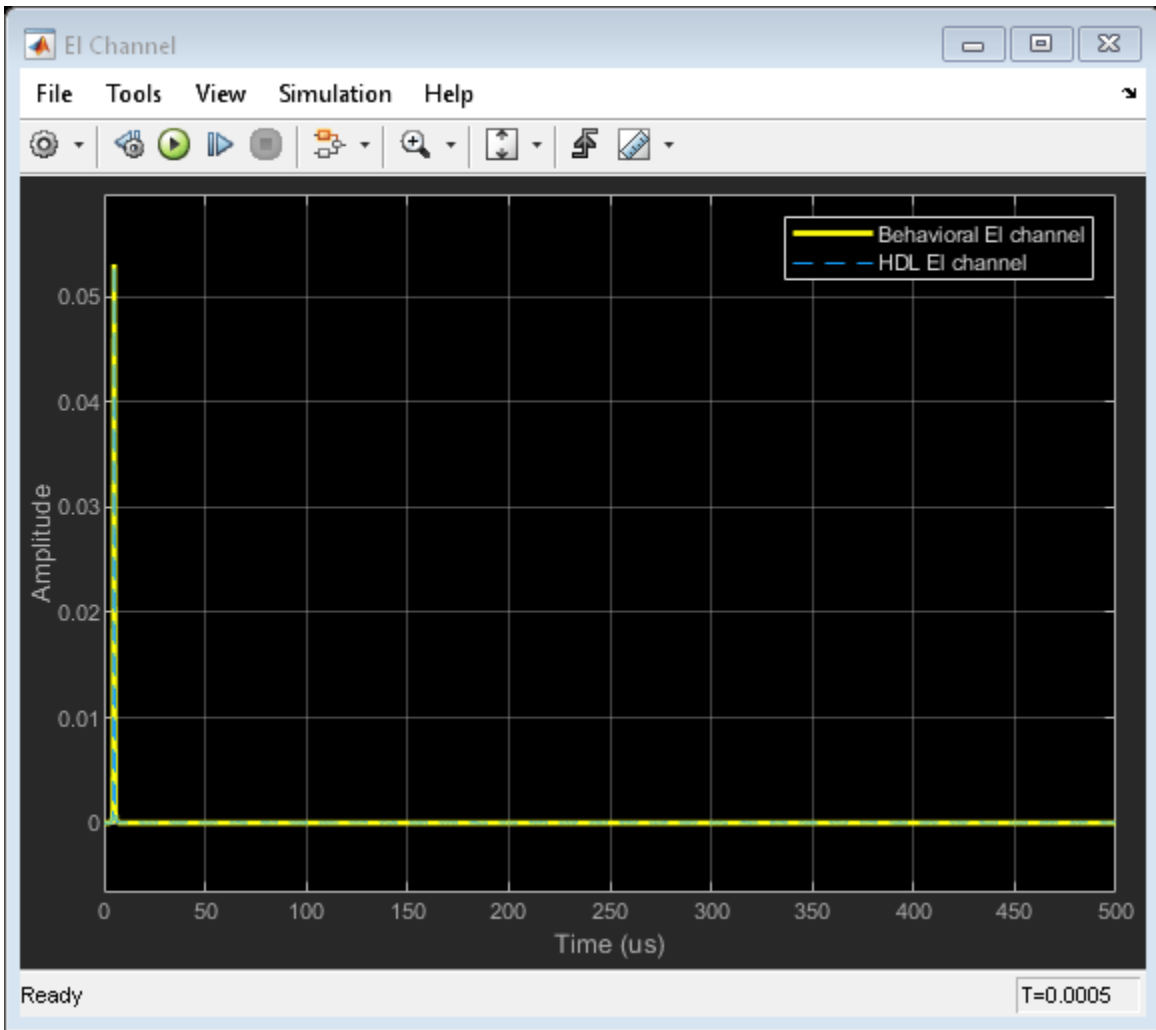 El Channel
File Tools View Simulation Help
Behavioral El channel
HDL El channel
0.05
0.04
0.03
0.02
0.01
0
Amplitude
0 50 100 150 200 250 300 350 400 450 500
Time (us)
Ready T=0.0005